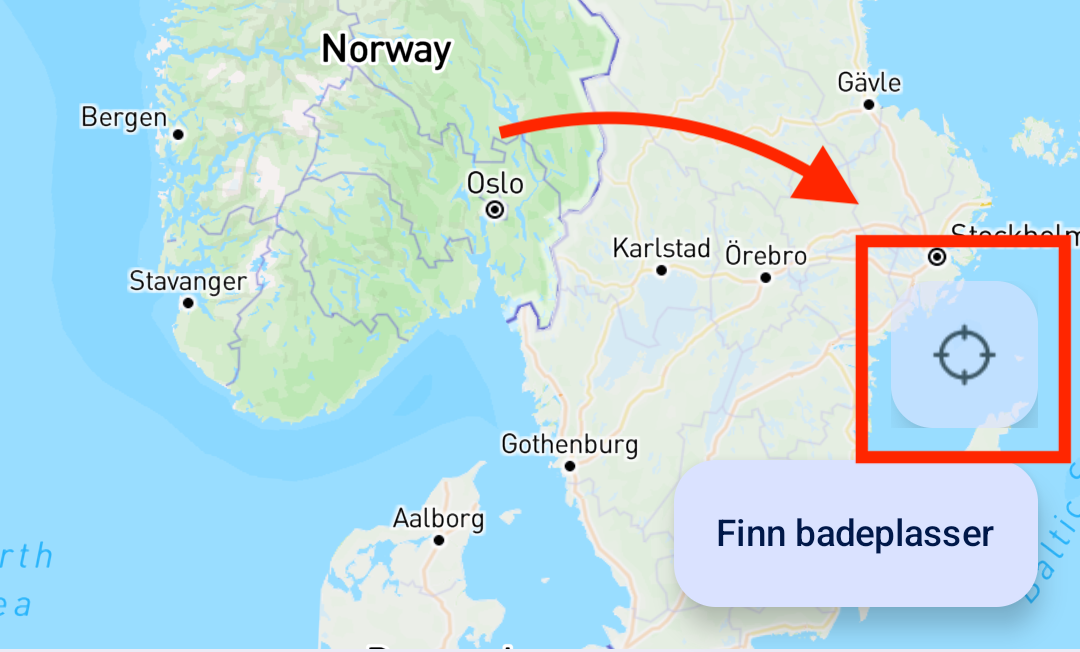 Norway
Gävle
Bergen
Oslo
Stockholm
Karlstad
Örebro
Stavanger
Gothenburg
Aalborg
Finn badeplasser
rth
ea
Baltic S